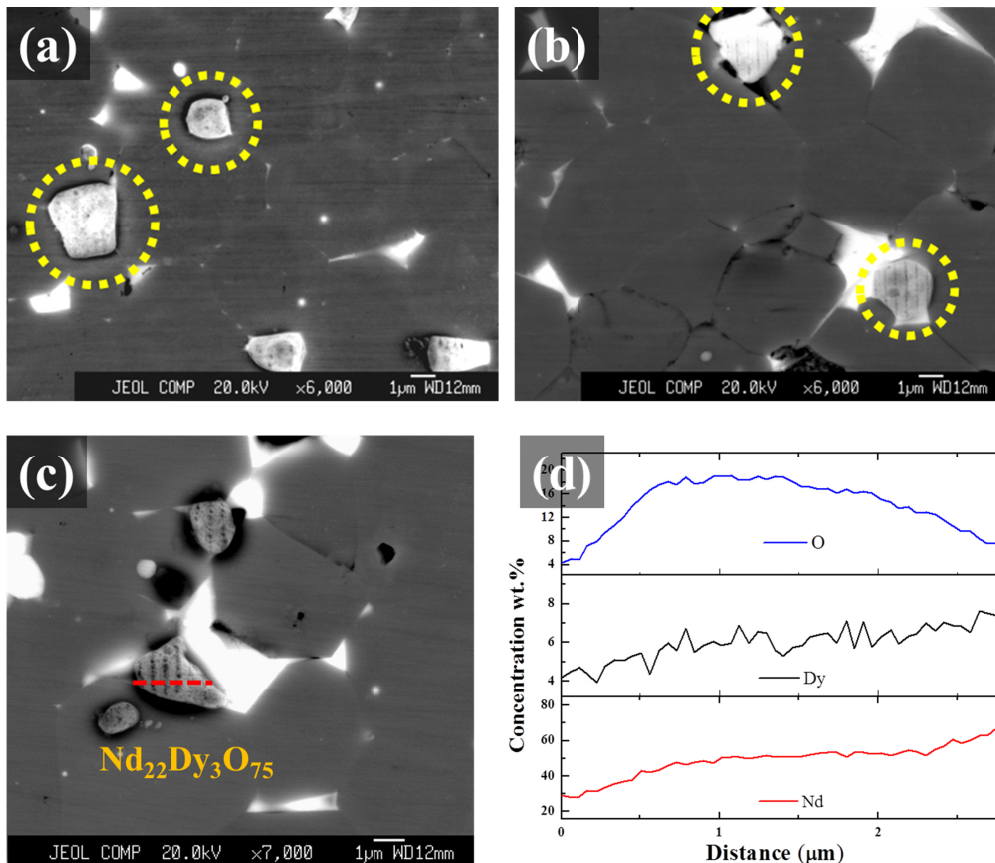 (a)
JEOL COMP 20.0kV ×6,000 1μm WD12mm
(b)
JEOL COMP 20.0kV ×6,000 1μm WD12mm
(c)
Nd₂₂Dy₃O₇₅
JEOL COMP 20.0kV ×7,000 1μm WD12mm
(d)
Concentration wt.%
20
16
12
8
4
O
8
6
4
Dy
80
60
40
20
Nd
0 1 2
Distance (μm)